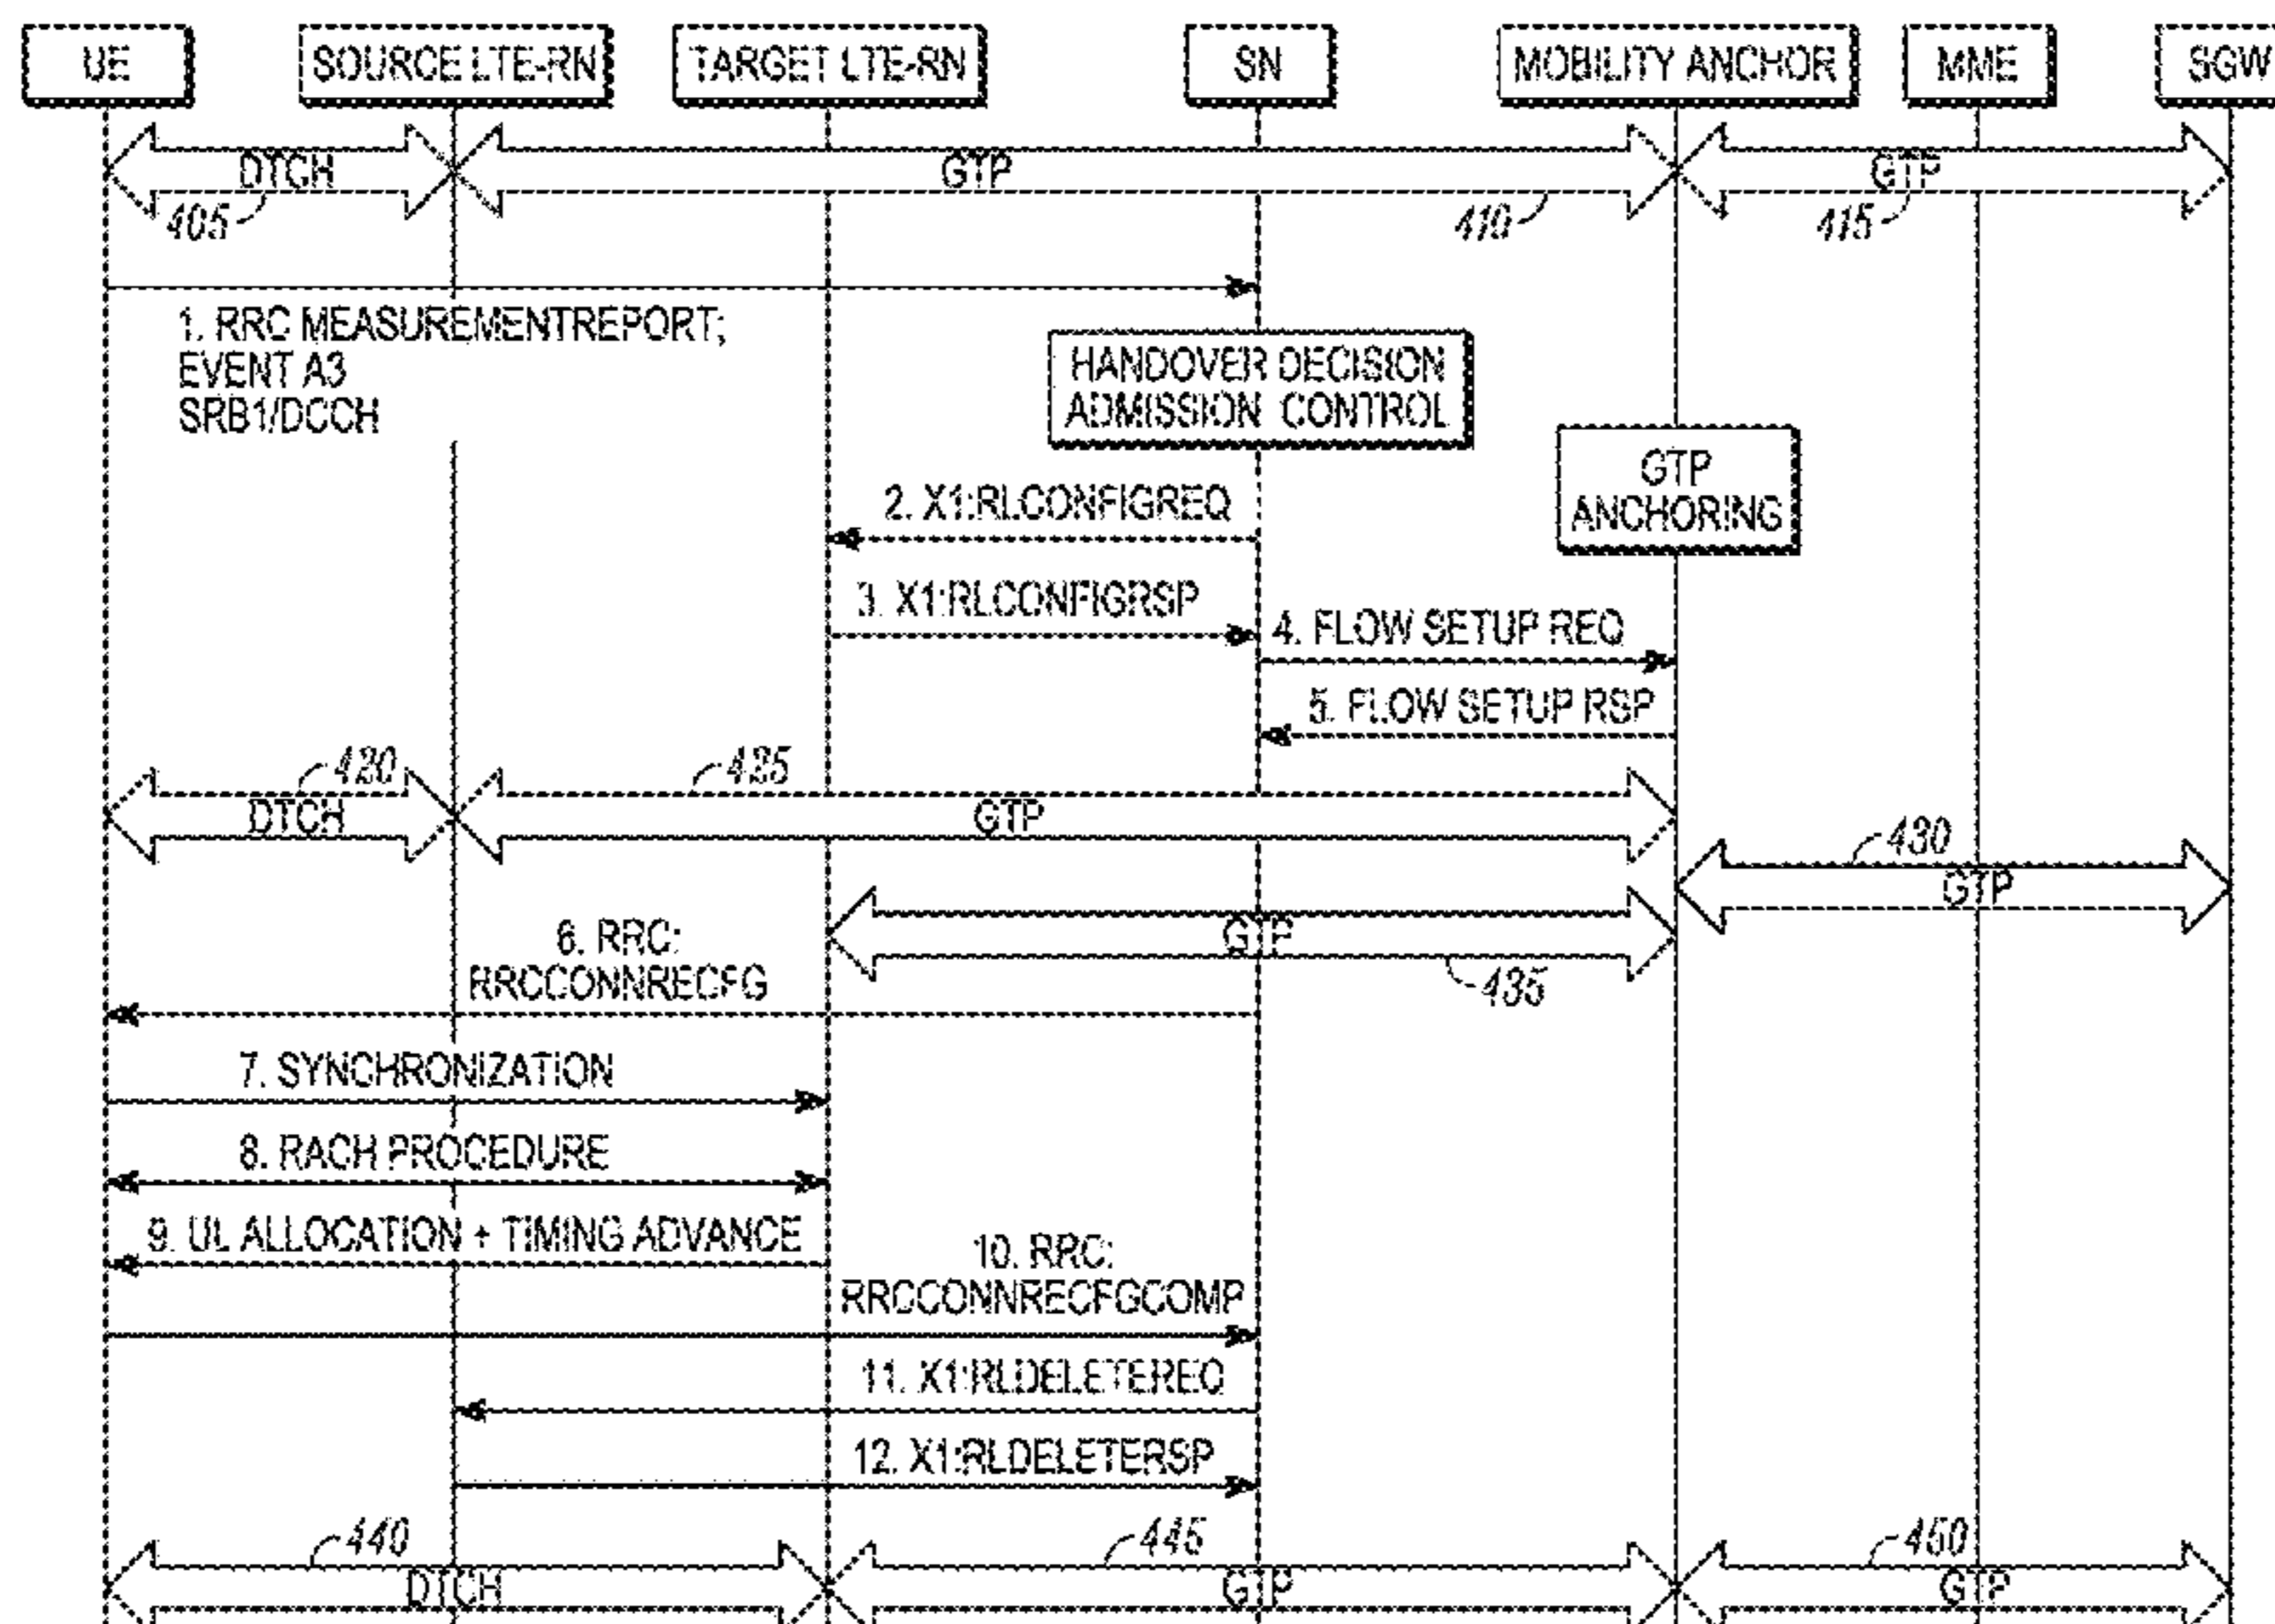 UE
SOURCE LTE-RN
TARGET LTE-RN
SN
MOBILITY ANCHOR
MME
SGW
DTCH
GTP
GTP
405
410
415
1. RRC MEASUREMENTREPORT;
EVENT A3
SRB1/DCCH
HANDOVER DECISION
ADMISSION CONTROL
GTP
ANCHORING
2. X1:RLCONFIGREQ
3. X1:RLCONFIGRSP
4. FLOW SETUP REQ
5. FLOW SETUP RSP
420
425
DTCH
GTP
430
GTP
GTP
435
6. RRC:
RRCCONNRECFG
7. SYNCHRONIZATION
8. RACH PROCEDURE
9. UL ALLOCATION + TIMING ADVANCE
10. RRC:
RRCCONNRECFGCOMP
11. X1:RLDELETEREQ
12. X1:RLDELETERSP
440
445
450
DTCH
GTP
GTP